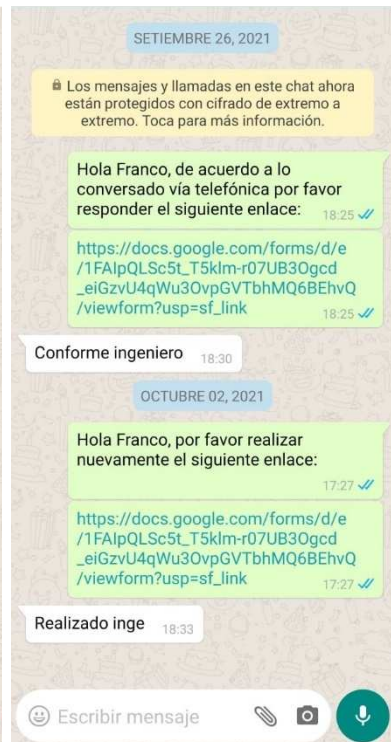 SETIEMBRE 26, 2021
Los mensajes y llamadas en este chat ahora
están protegidos con cifrado de extremo a
extremo. Toca para más información.
Hola Franco, de acuerdo a lo
conversado vía telefónica por favor
responder el siguiente enlace:
18:25
https://docs.google.com/forms/d/e
/1FAIpQLSc5t_T5klm-r07UB3Ogcd
_eiGzvU4qWu3OvpGVTbhMQ6BEhvQ
/viewform?usp=sf_link
18:25
Conforme ingeniero
18:30
OCTUBRE 02, 2021
Hola Franco, por favor realizar
nuevamente el siguiente enlace:
17:27
https://docs.google.com/forms/d/e
/1FAIpQLSc5t_T5klm-r07UB3Ogcd
_eiGzvU4qWu3OvpGVTbhMQ6BEhvQ
/viewform?usp=sf_link
17:27
Realizado inge
18:33
Escribir mensaje